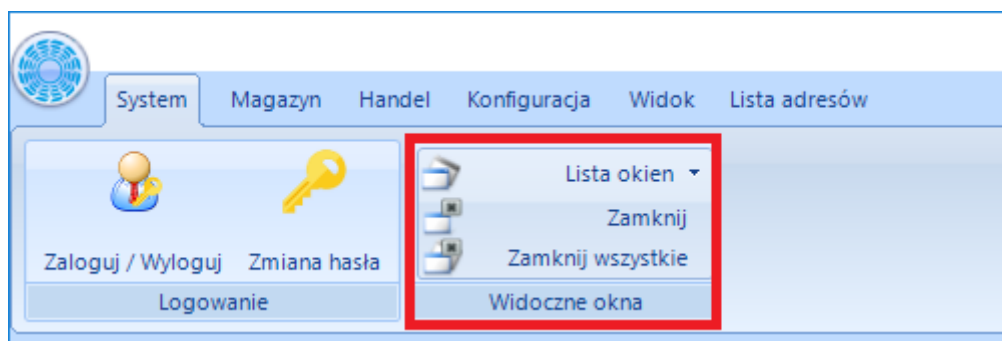 System Magazyn Handel Konfiguracja Widok Lista adresów
Zaloguj / Wyloguj Zmiana hasła
Logowanie
Lista okien
Zamknij
Zamknij wszystkie
Widoczne okna